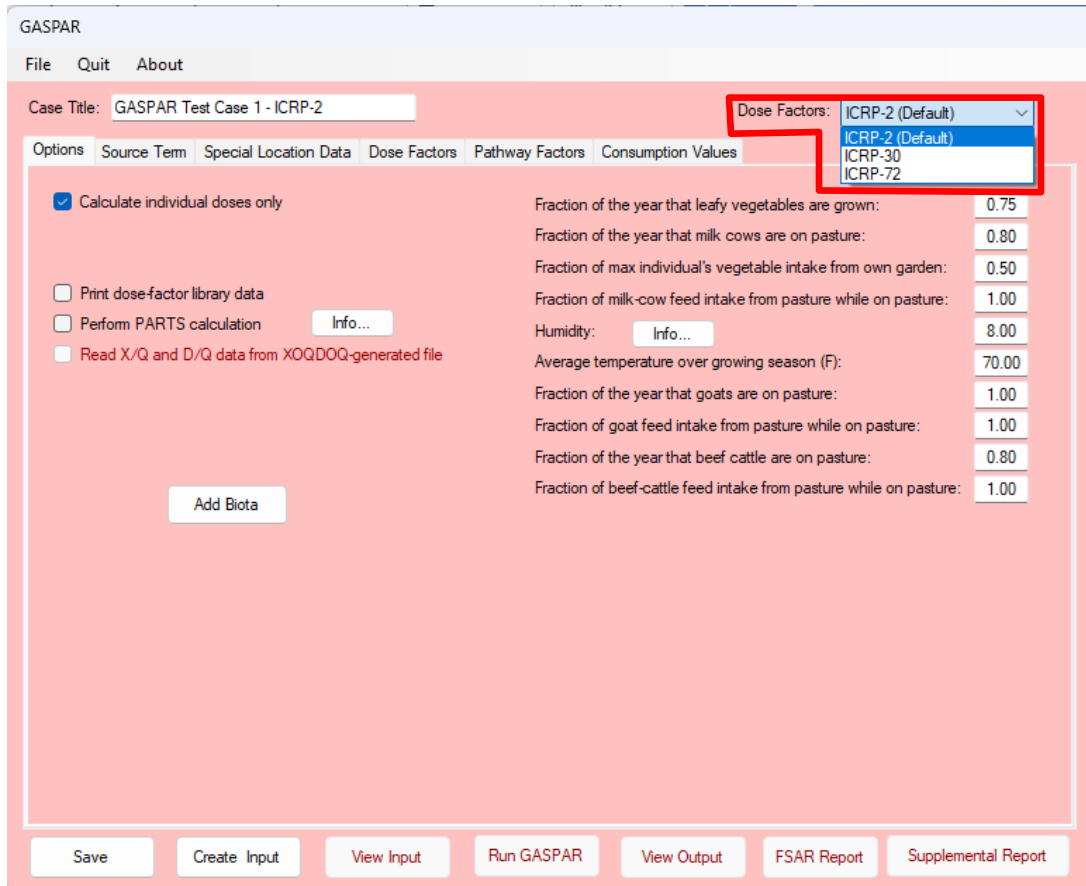 GASPAR
File Quit About
Case Title: GASPAR Test Case 1 - ICRP-2
Dose Factors: ICRP-2 (Default)
ICRP-2 (Default)
ICRP-30
ICRP-72
Options Source Term Special Location Data Dose Factors Pathway Factors Consumption Values
Calculate individual doses only
Print dose-factor library data
Perform PARTS calculation Info...
Read X/Q and D/Q data from XOQDOQ-generated file
Add Biota
Fraction of the year that leafy vegetables are grown: 0.75
Fraction of the year that milk cows are on pasture: 0.80
Fraction of max individual's vegetable intake from own garden: 0.50
Fraction of milk-cow feed intake from pasture while on pasture: 1.00
Humidity: Info... 8.00
Average temperature over growing season (F): 70.00
Fraction of the year that goats are on pasture: 1.00
Fraction of goat feed intake from pasture while on pasture: 1.00
Fraction of the year that beef cattle are on pasture: 0.80
Fraction of beef-cattle feed intake from pasture while on pasture: 1.00
Save Create Input View Input Run GASPAR View Output FSAR Report Supplemental Report